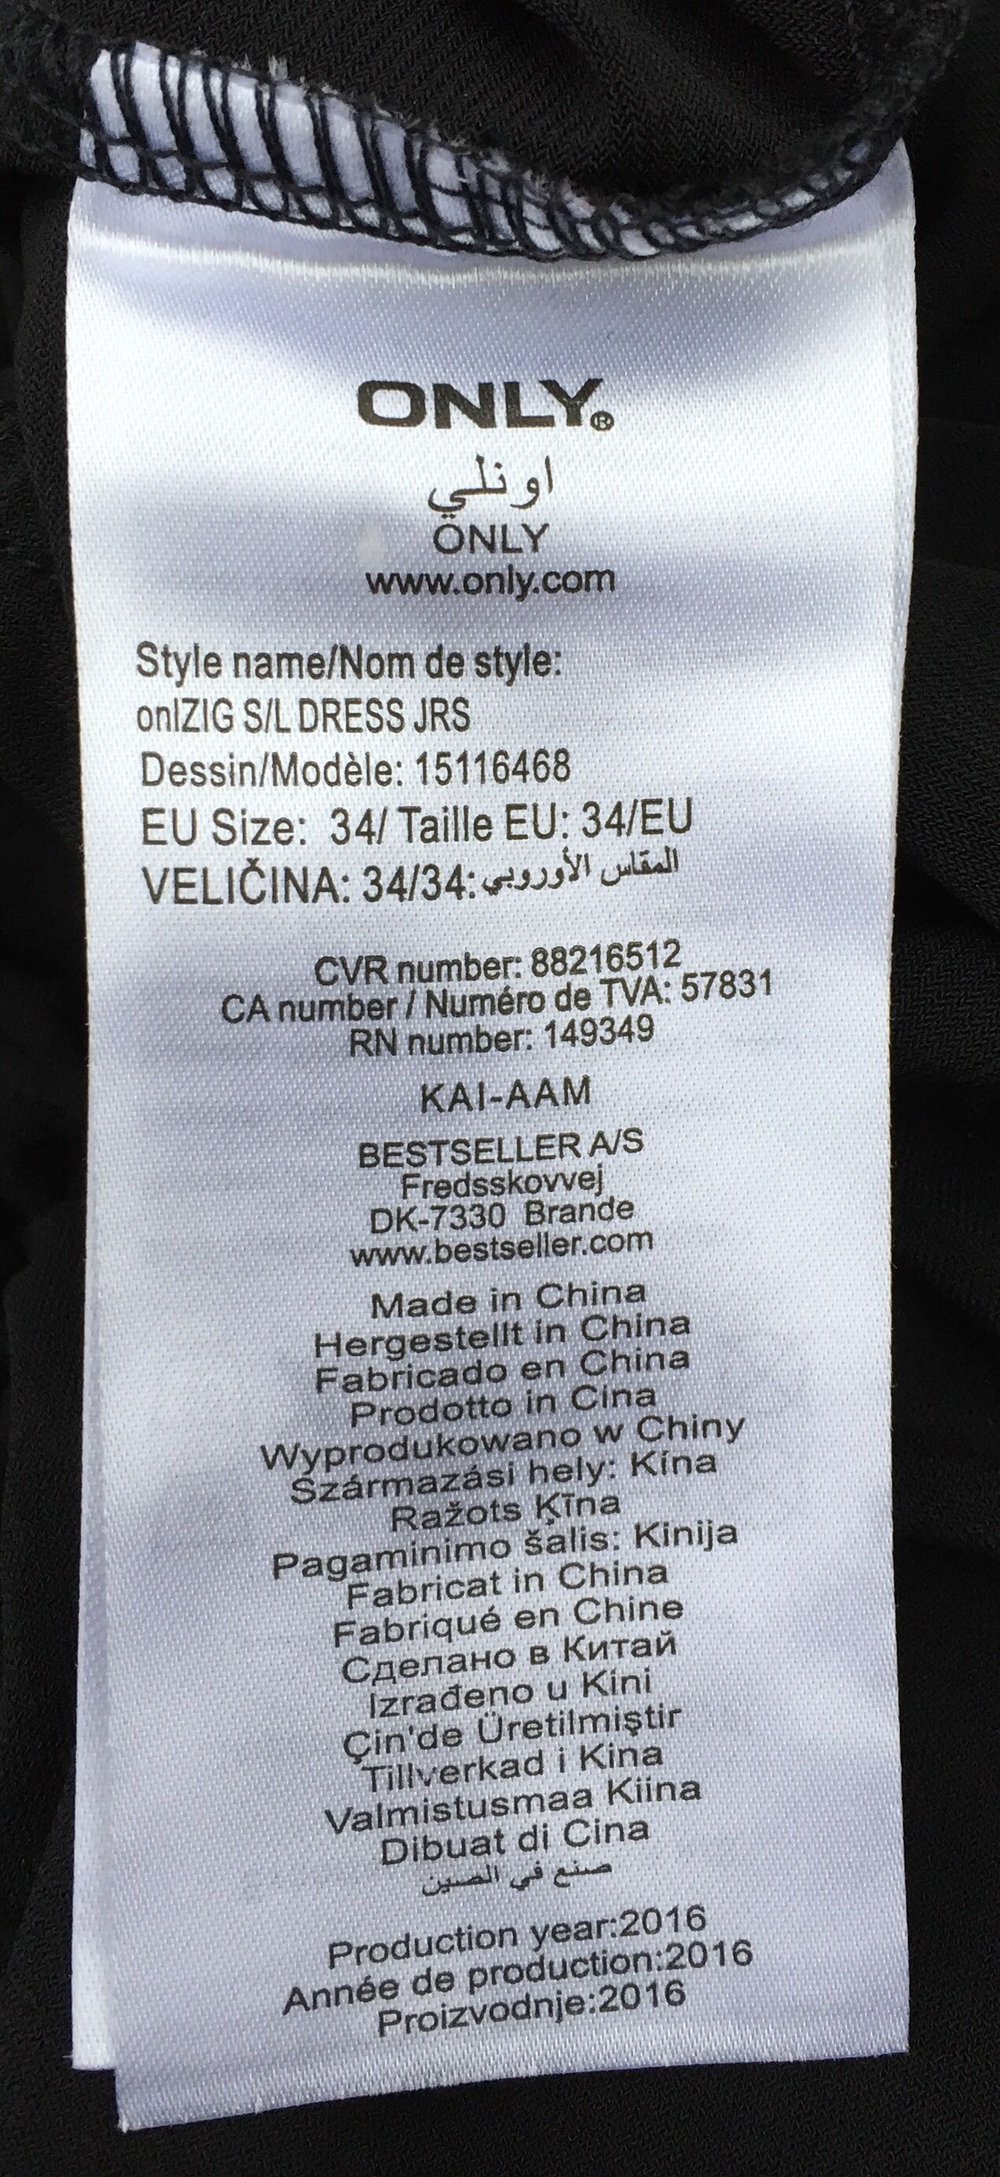 ONLY®
اونلي
ONLY
www.only.com
Style name/Nom de style:
onlZIG S/L DRESS JRS
Dessin/Modèle: 15116468
EU Size: 34/ Taille EU: 34/EU
VELIČINA: 34/34: المقاس الأوروبي
CVR number: 88216512
CA number / Numéro de TVA: 57831
RN number: 149349
KAI-AAM
BESTSELLER A/S
Fredsskovvej
DK-7330 Brande
www.bestseller.com
Made in China
Hergestellt in China
Fabricado en China
Prodotto in Cina
Wyprodukowano w Chiny
Származási hely: Kína
Ražots Ķīna
Pagaminimo šalis: Kinija
Fabricat in China
Fabriqué en Chine
Сделано в Китай
Izrađeno u Kini
Çin'de Üretilmiştir
Tillverkad i Kina
Valmistusmaa Kiina
Dibuat di Cina
صنع في الصين
Production year:2016
Année de production:2016
Proizvodnje:2016